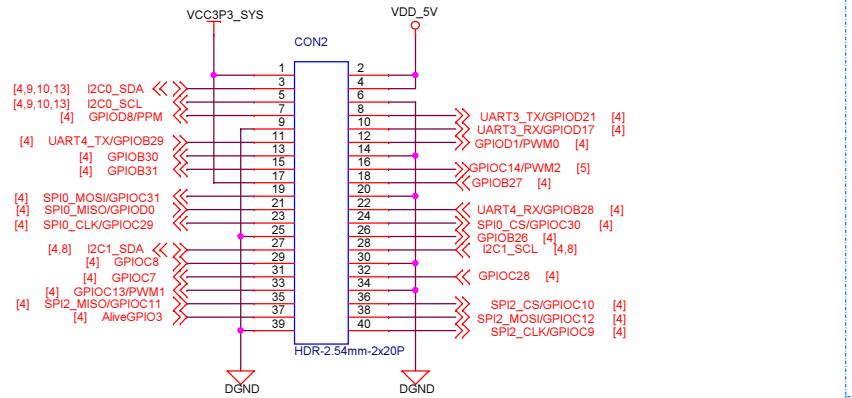 VCC3P3_SYS
VDD_5V
CON2
1 2
3 4
[4,9,10,13] I2C0_SDA
5 6
[4,9,10,13] I2C0_SCL
7 8
[4] GPIOD8/PPM
UART3_TX/GPIOD21 [4]
9 10
UART3_RX/GPIOD17 [4]
11 12
[4] UART4_TX/GPIOB29
GPIOD1/PWM0 [4]
13 14
[4] GPIOB30
15 16
[4] GPIOB31
GPIOC14/PWM2 [5]
17 18
GPIOB27 [4]
19 20
[4] SPI0_MOSI/GPIOC31
21 22
[4] SPI0_MISO/GPIOD0
UART4_RX/GPIOB28 [4]
23 24
[4] SPI0_CLK/GPIOC29
SPI0_CS/GPIOC30 [4]
25 26
GPIOB26 [4]
27 28
[4,8] I2C1_SDA
I2C1_SCL [4,8]
29 30
[4] GPIOC8
31 32
[4] GPIOC7
GPIOC28 [4]
33 34
[4] GPIOC13/PWM1
35 36
[4] SPI2_MISO/GPIOC11
SPI2_CS/GPIOC10 [4]
37 38
[4] AliveGPIO3
SPI2_MOSI/GPIOC12 [4]
39 40
SPI2_CLK/GPIOC9 [4]
HDR-2.54mm-2x20P
DGND
DGND